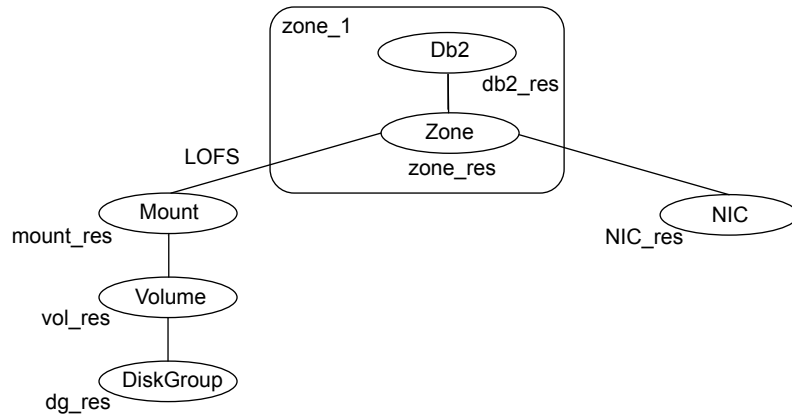 zone_1
Db2
db2_res
Zone
LOFS
zone_res
Mount
NIC
mount_res
NIC_res
Volume
vol_res
DiskGroup
dg_res